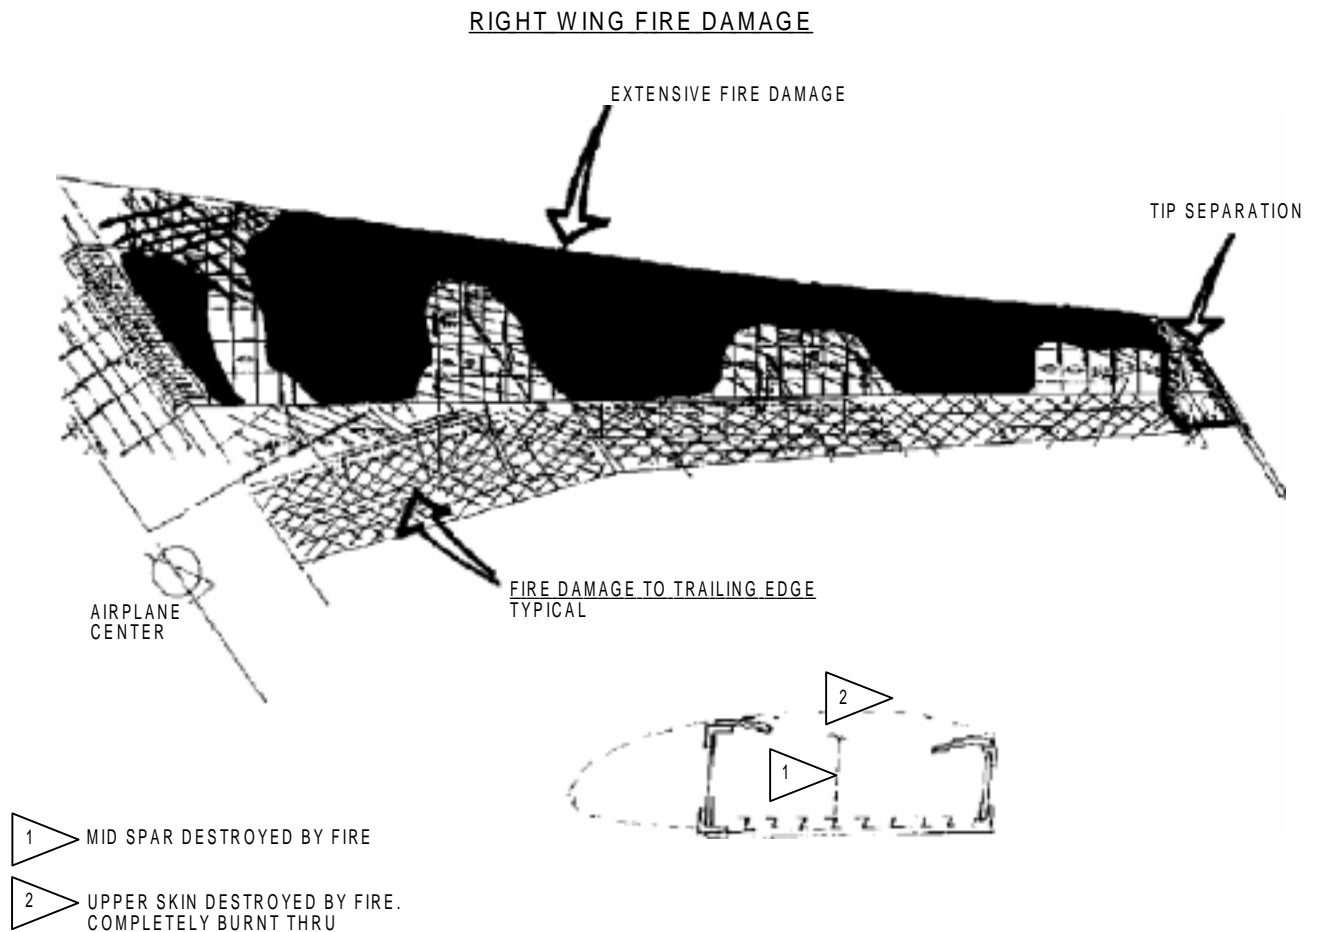 RIGHT WING FIRE DAMAGE
EXTENSIVE FIRE DAMAGE
TIP SEPARATION
FIRE DAMAGE TO TRAILING EDGE
TYPICAL
AIRPLANE
CENTER
2
1
1 MID SPAR DESTROYED BY FIRE
2 UPPER SKIN DESTROYED BY FIRE.
COMPLETELY BURNT THRU